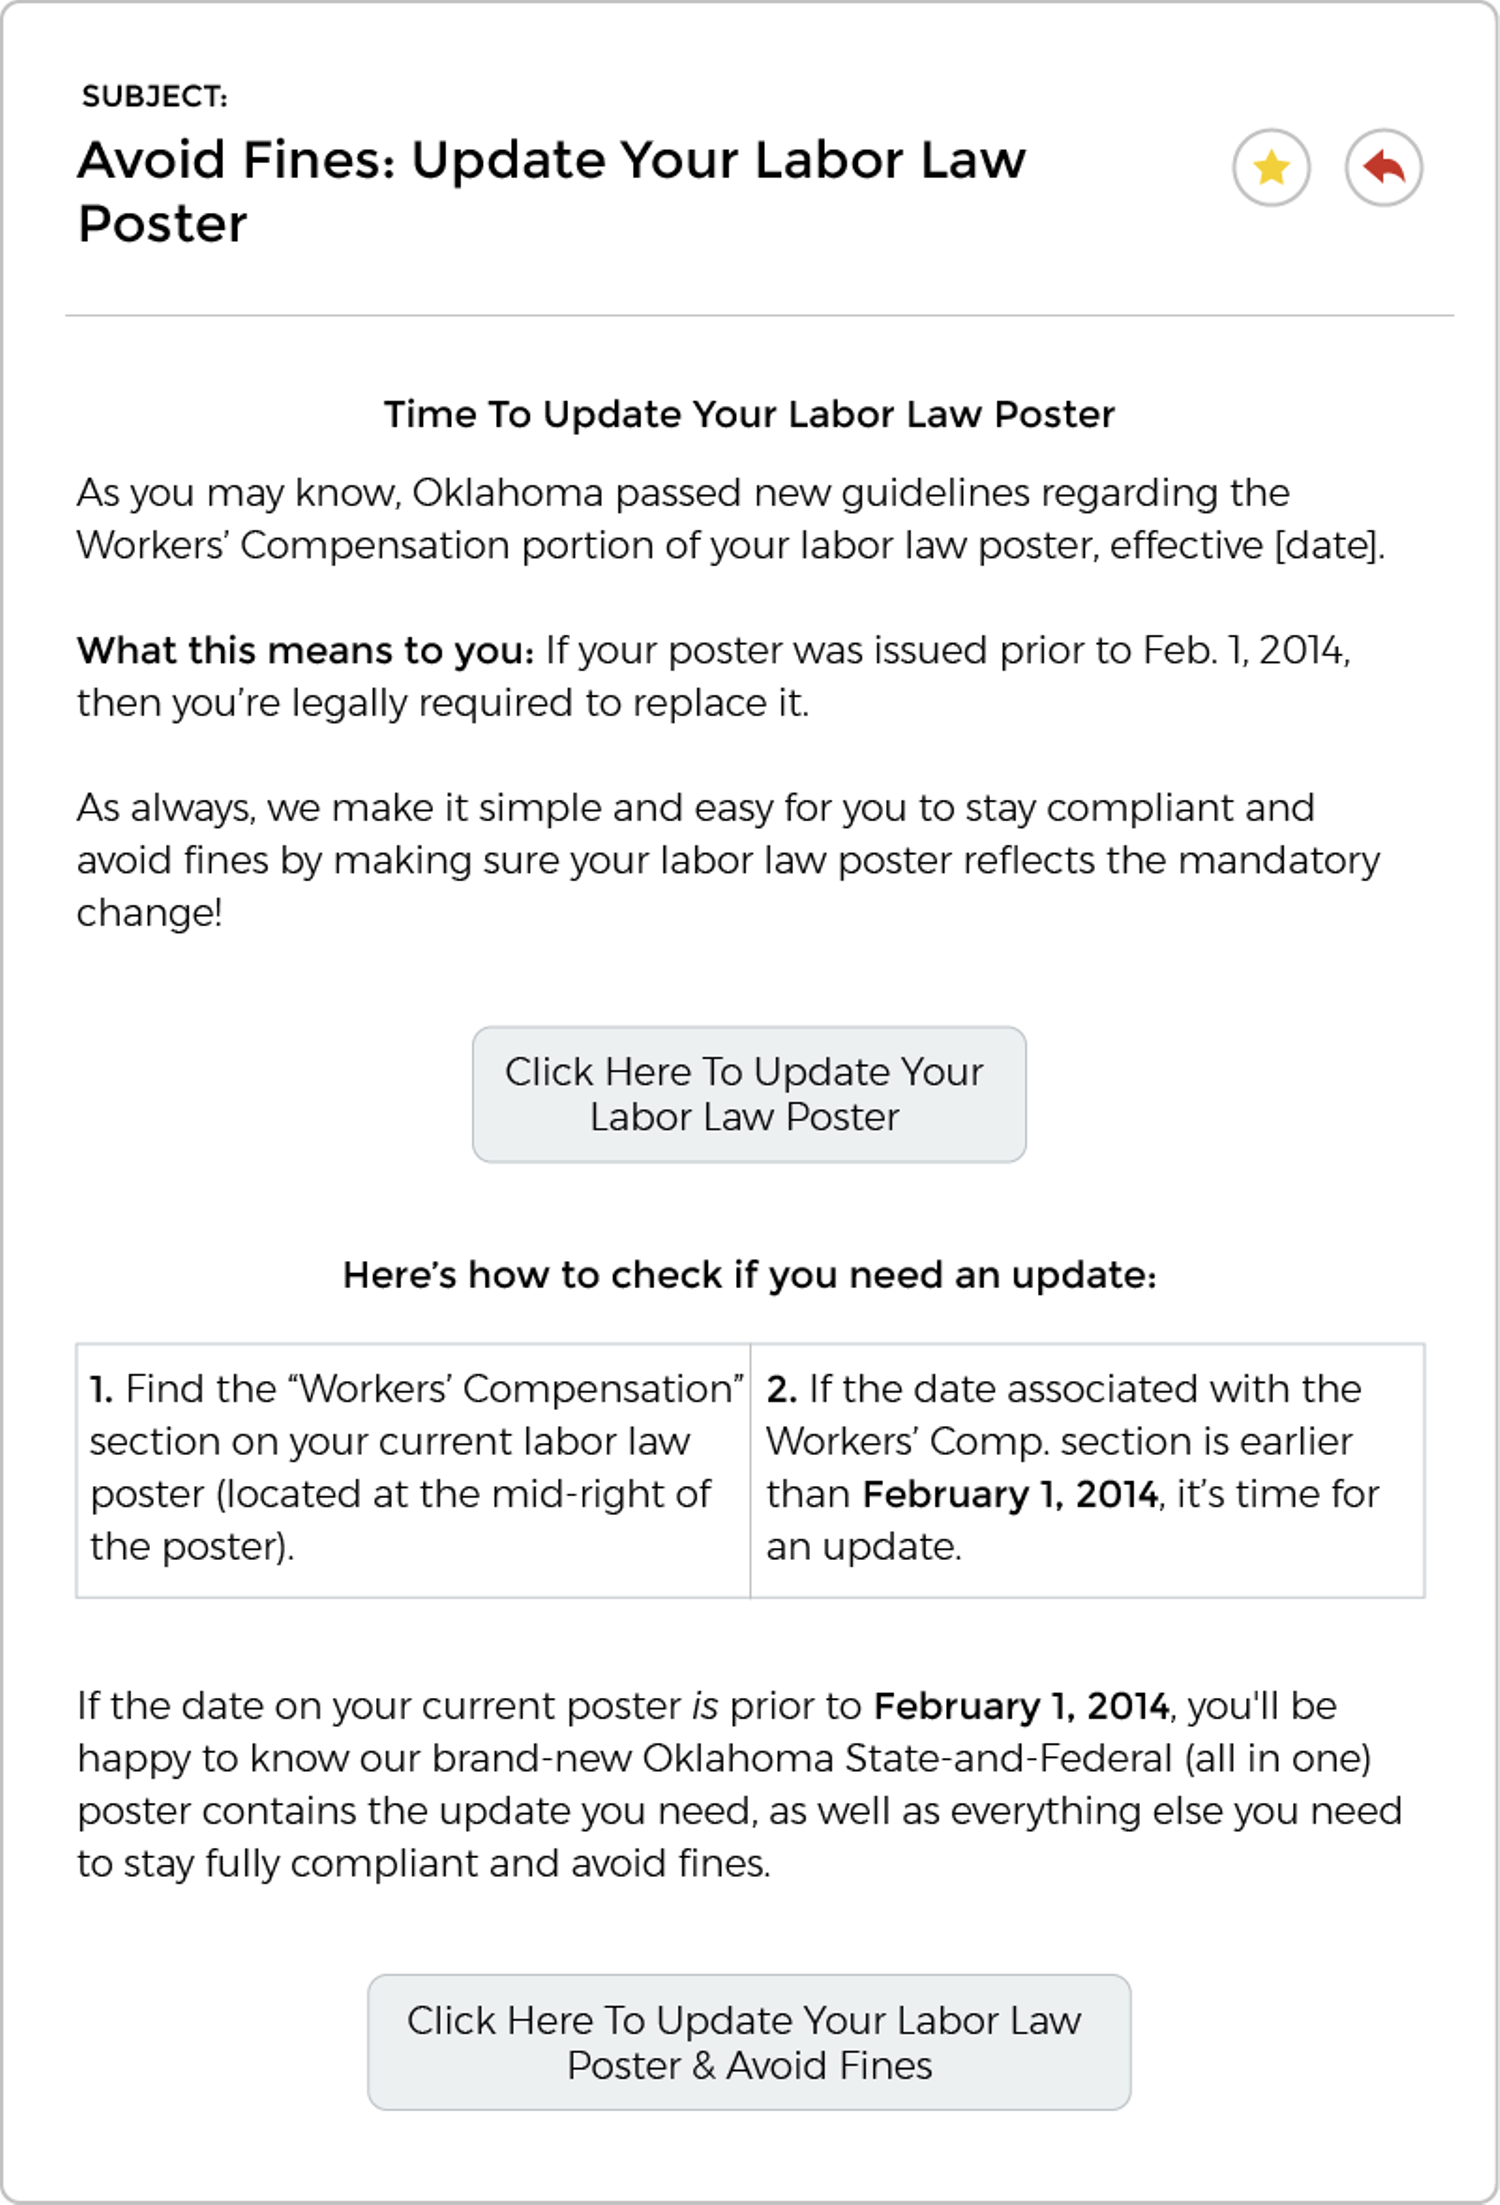 SUBJECT:
Avoid Fines: Update Your Labor Law
Poster
Time To Update Your Labor Law Poster
As you may know, Oklahoma passed new guidelines regarding the
Workers’ Compensation portion of your labor law poster, effective [date].
What this means to you: If your poster was issued prior to Feb. 1, 2014,
then you’re legally required to replace it.
As always, we make it simple and easy for you to stay compliant and
avoid fines by making sure your labor law poster reflects the mandatory
change!
Click Here To Update Your
Labor Law Poster
Here’s how to check if you need an update:
1. Find the “Workers’ Compensation”
section on your current labor law
poster (located at the mid-right of
the poster).
2. If the date associated with the
Workers’ Comp. section is earlier
than February 1, 2014, it’s time for
an update.
If the date on your current poster is prior to February 1, 2014, you'll be
happy to know our brand-new Oklahoma State-and-Federal (all in one)
poster contains the update you need, as well as everything else you need
to stay fully compliant and avoid fines.
Click Here To Update Your Labor Law
Poster & Avoid Fines